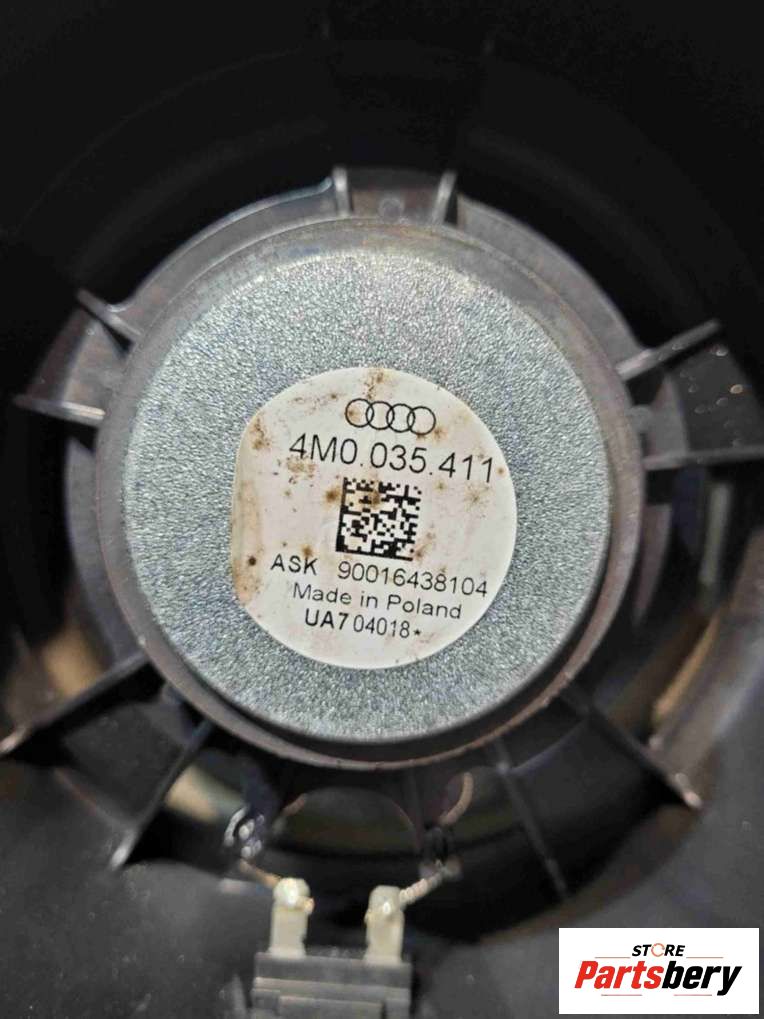 4M0.035.411
ASK 90016438104
Made in Poland
UA7 04018*
STORE
Partsbery